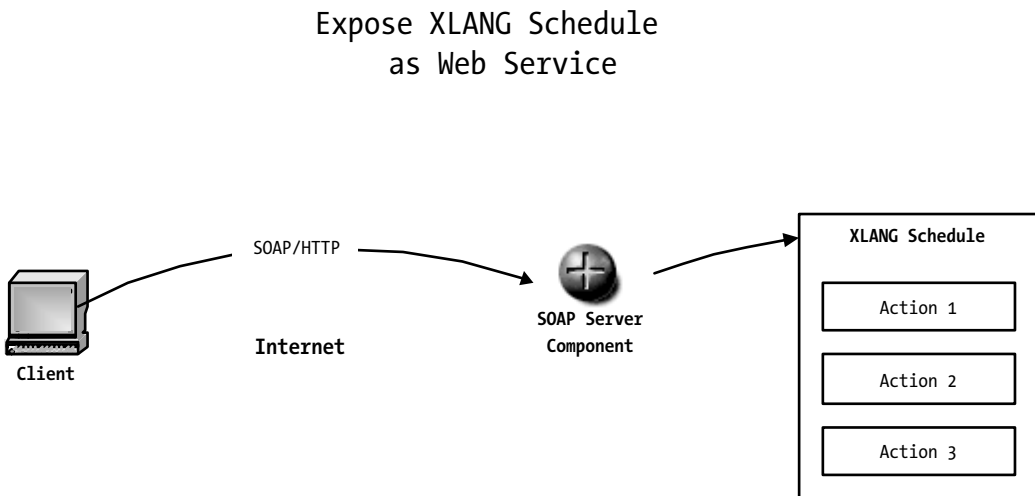 Expose XLANG Schedule
as Web Service
SOAP/HTTP
XLANG Schedule
Action 1
SOAP Server
Component
Internet
Client
Action 2
Action 3